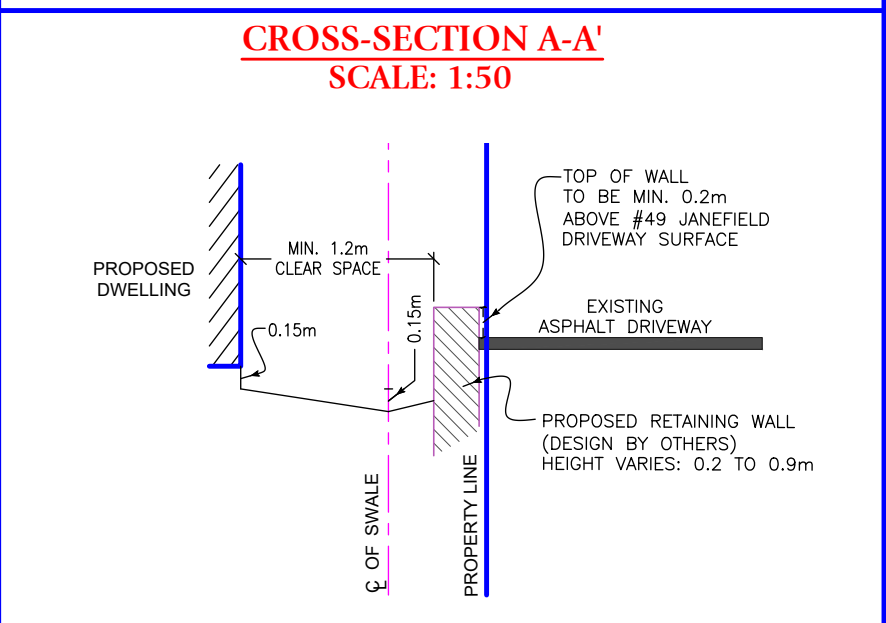 CROSS-SECTION A-A'
SCALE: 1:50
TOP OF WALL
TO BE MIN. 0.2m
ABOVE #49 JANEFIELD
DRIVEWAY SURFACE
MIN. 1.2m
CLEAR SPACE
PROPOSED
DWELLING
0.15m
0.15m
EXISTING
ASPHALT DRIVEWAY
PROPOSED RETAINING WALL
(DESIGN BY OTHERS)
HEIGHT VARIES: 0.2 TO 0.9m
℄ OF SWALE
PROPERTY LINE